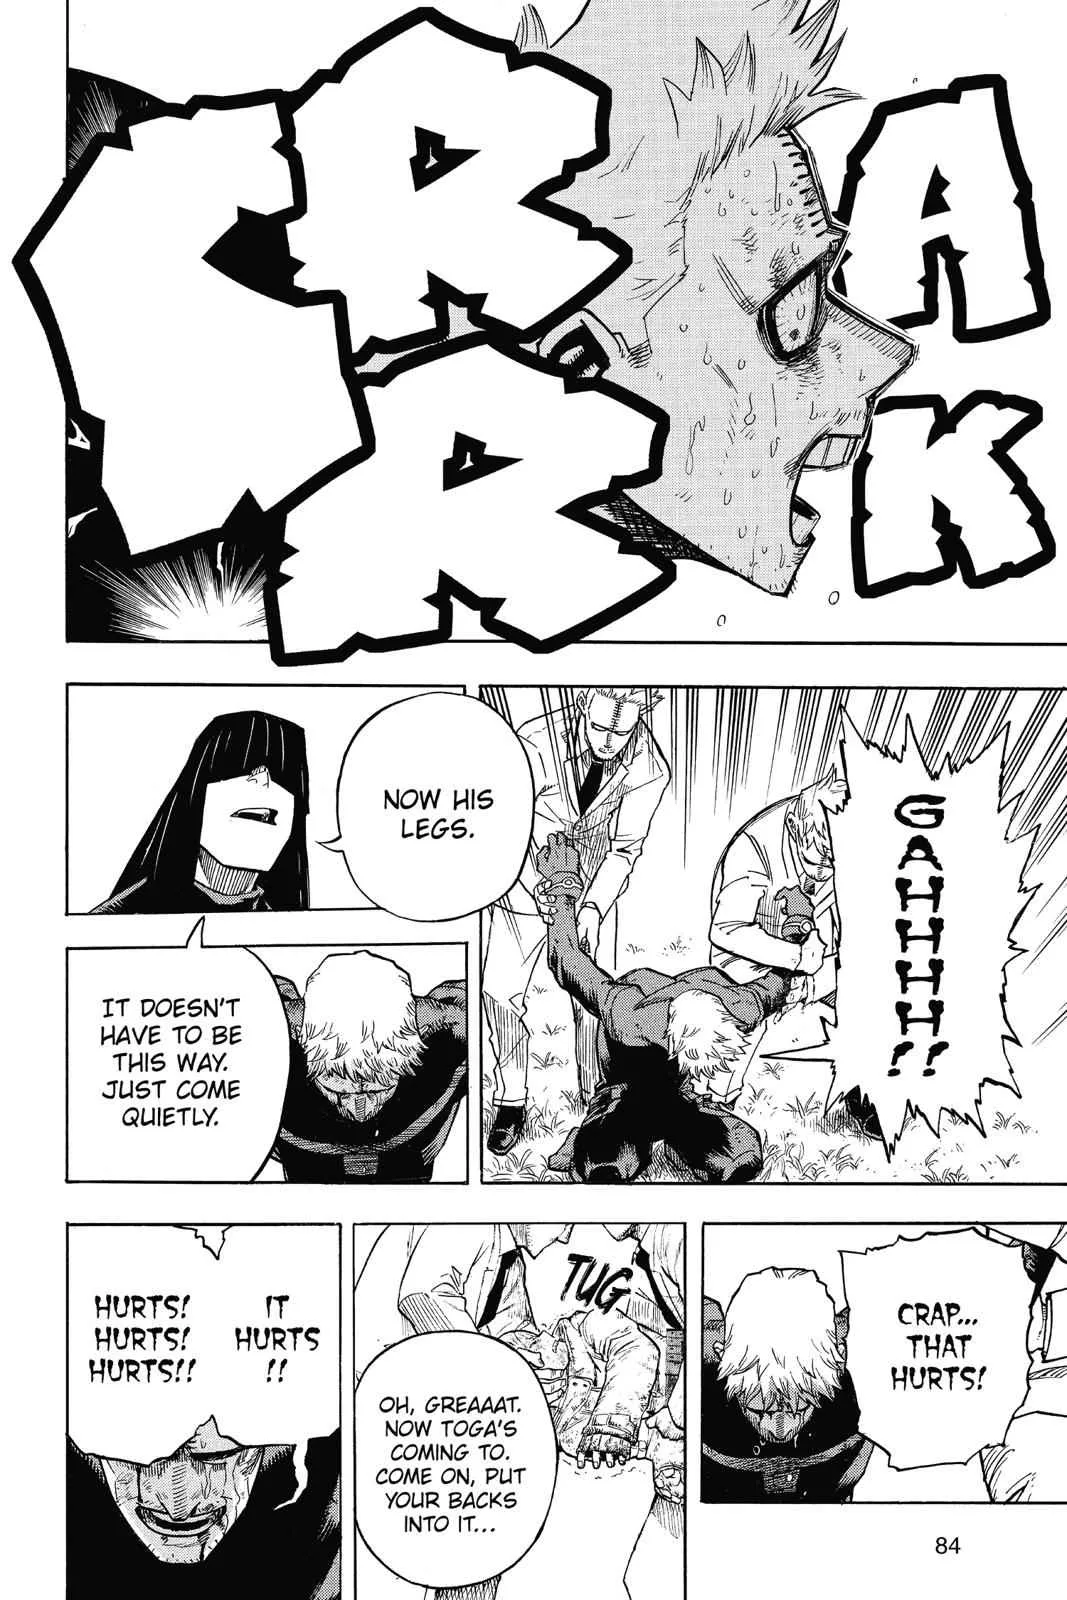 CRRAK
GAHHHH!!
NOW HIS
LEGS.
IT DOESN'T
HAVE TO BE
THIS WAY.
JUST COME
QUIETLY.
CRAP...
THAT
HURTS!
TUG
OH, GREAAAT.
NOW TOGA'S
COMING TO.
COME ON, PUT
YOUR BACKS
INTO IT...
IT
HURTS
!!
HURTS!
HURTS!
HURTS!!
84